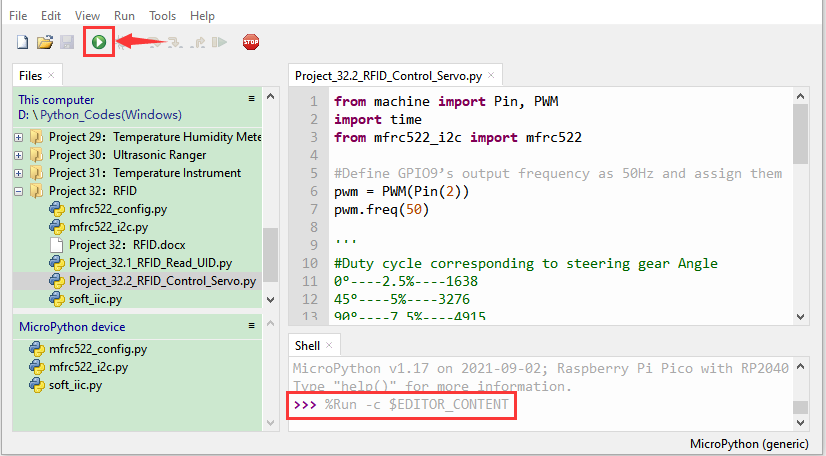 File Edit View Run Tools Help
STOP
Files ×
This computer
D: \ Python_Codes(Windows)
Project 29：Temperature Humidity Mete
Project 30：Ultrasonic Ranger
Project 31：Temperature Instrument
Project 32：RFID
mfrc522_config.py
mfrc522_i2c.py
Project 32：RFID.docx
Project_32.1_RFID_Read_UID.py
Project_32.2_RFID_Control_Servo.py
soft_iic.py
MicroPython device
mfrc522_config.py
mfrc522_i2c.py
soft_iic.py
Project_32.2_RFID_Control_Servo.py ×
1 from machine import Pin, PWM
2 import time
3 from mfrc522_i2c import mfrc522
4
5 #Define GPIO9’s output frequency as 50Hz and assign them
6 pwm = PWM(Pin(2))
7 pwm.freq(50)
8
9 '''
10 #Duty cycle corresponding to steering gear Angle
11 0°----2.5%----1638
12 45°----5%----3276
13 90°----7.5%----4915
Shell ×
MicroPython v1.17 on 2021-09-02; Raspberry Pi Pico with RP2040
Type "help()" for more information.
>>> %Run -c $EDITOR_CONTENT
MicroPython (generic)